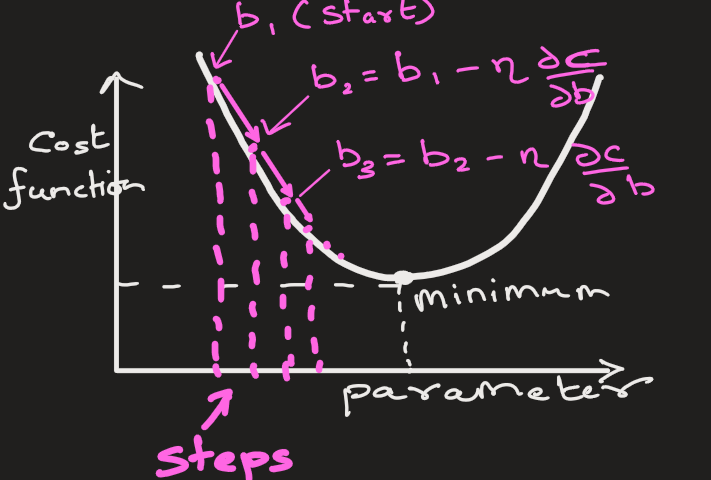 b₁ (start)
b₂ = b₁ − η ∂C/∂b
Cost
function
b₃ = b₂ − η ∂C/∂b
minimum
parameter
steps